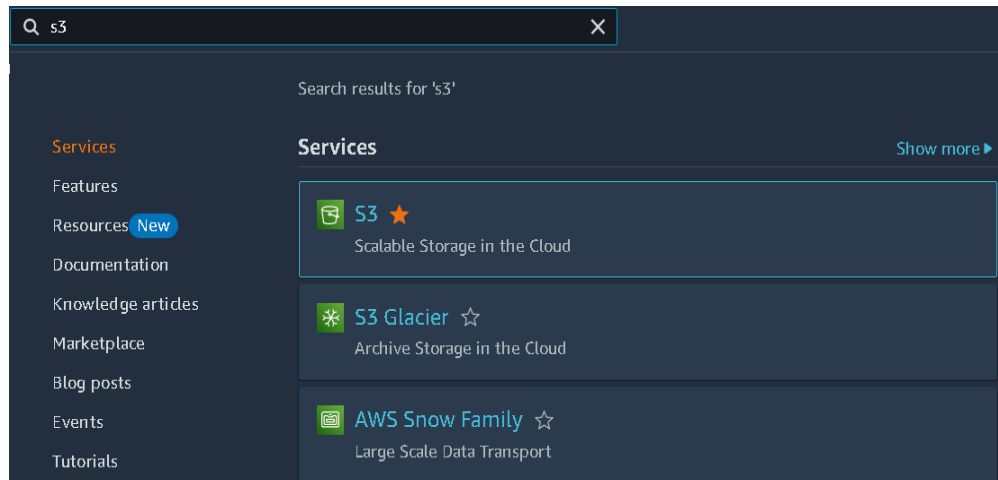 s3
Search results for 's3'
Services
Features
Resources New
Documentation
Knowledge articles
Marketplace
Blog posts
Events
Tutorials
Services
Show more
S3
Scalable Storage in the Cloud
S3 Glacier
Archive Storage in the Cloud
AWS Snow Family
Large Scale Data Transport